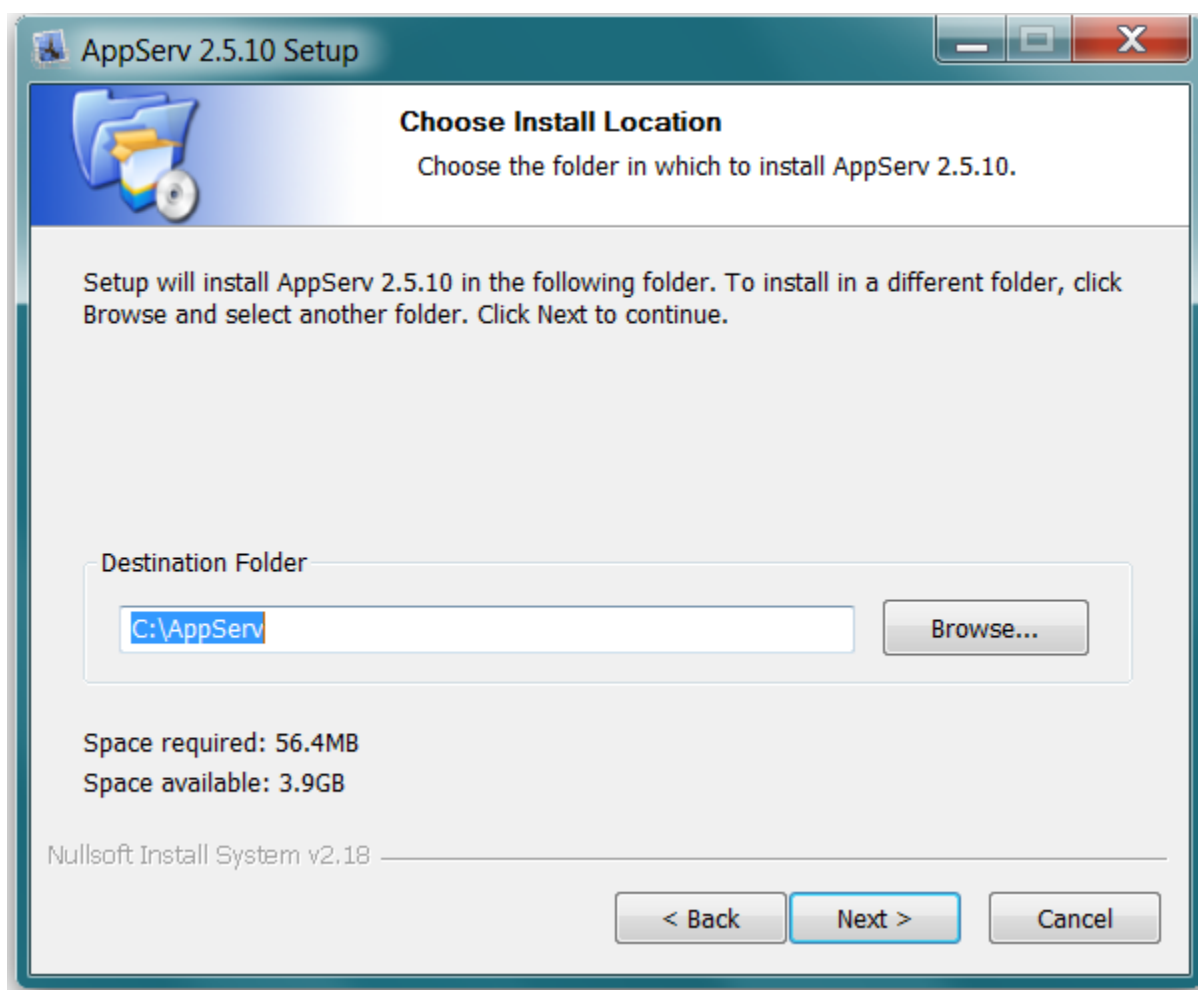 AppServ 2.5.10 Setup
Choose Install Location
Choose the folder in which to install AppServ 2.5.10.
Setup will install AppServ 2.5.10 in the following folder. To install in a different folder, click
Browse and select another folder. Click Next to continue.
Destination Folder
C:\AppServ
Browse...
Space required: 56.4MB
Space available: 3.9GB
Nullsoft Install System v2.18
< Back
Next >
Cancel